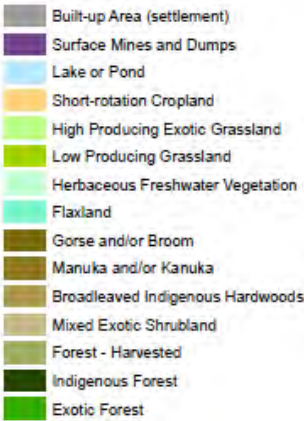 Built-up Area (settlement)
Surface Mines and Dumps
Lake or Pond
Short-rotation Cropland
High Producing Exotic Grassland
Low Producing Grassland
Herbaceous Freshwater Vegetation
Flaxland
Gorse and/or Broom
Manuka and/or Kanuka
Broadleaved Indigenous Hardwoods
Mixed Exotic Shrubland
Forest - Harvested
Indigenous Forest
Exotic Forest